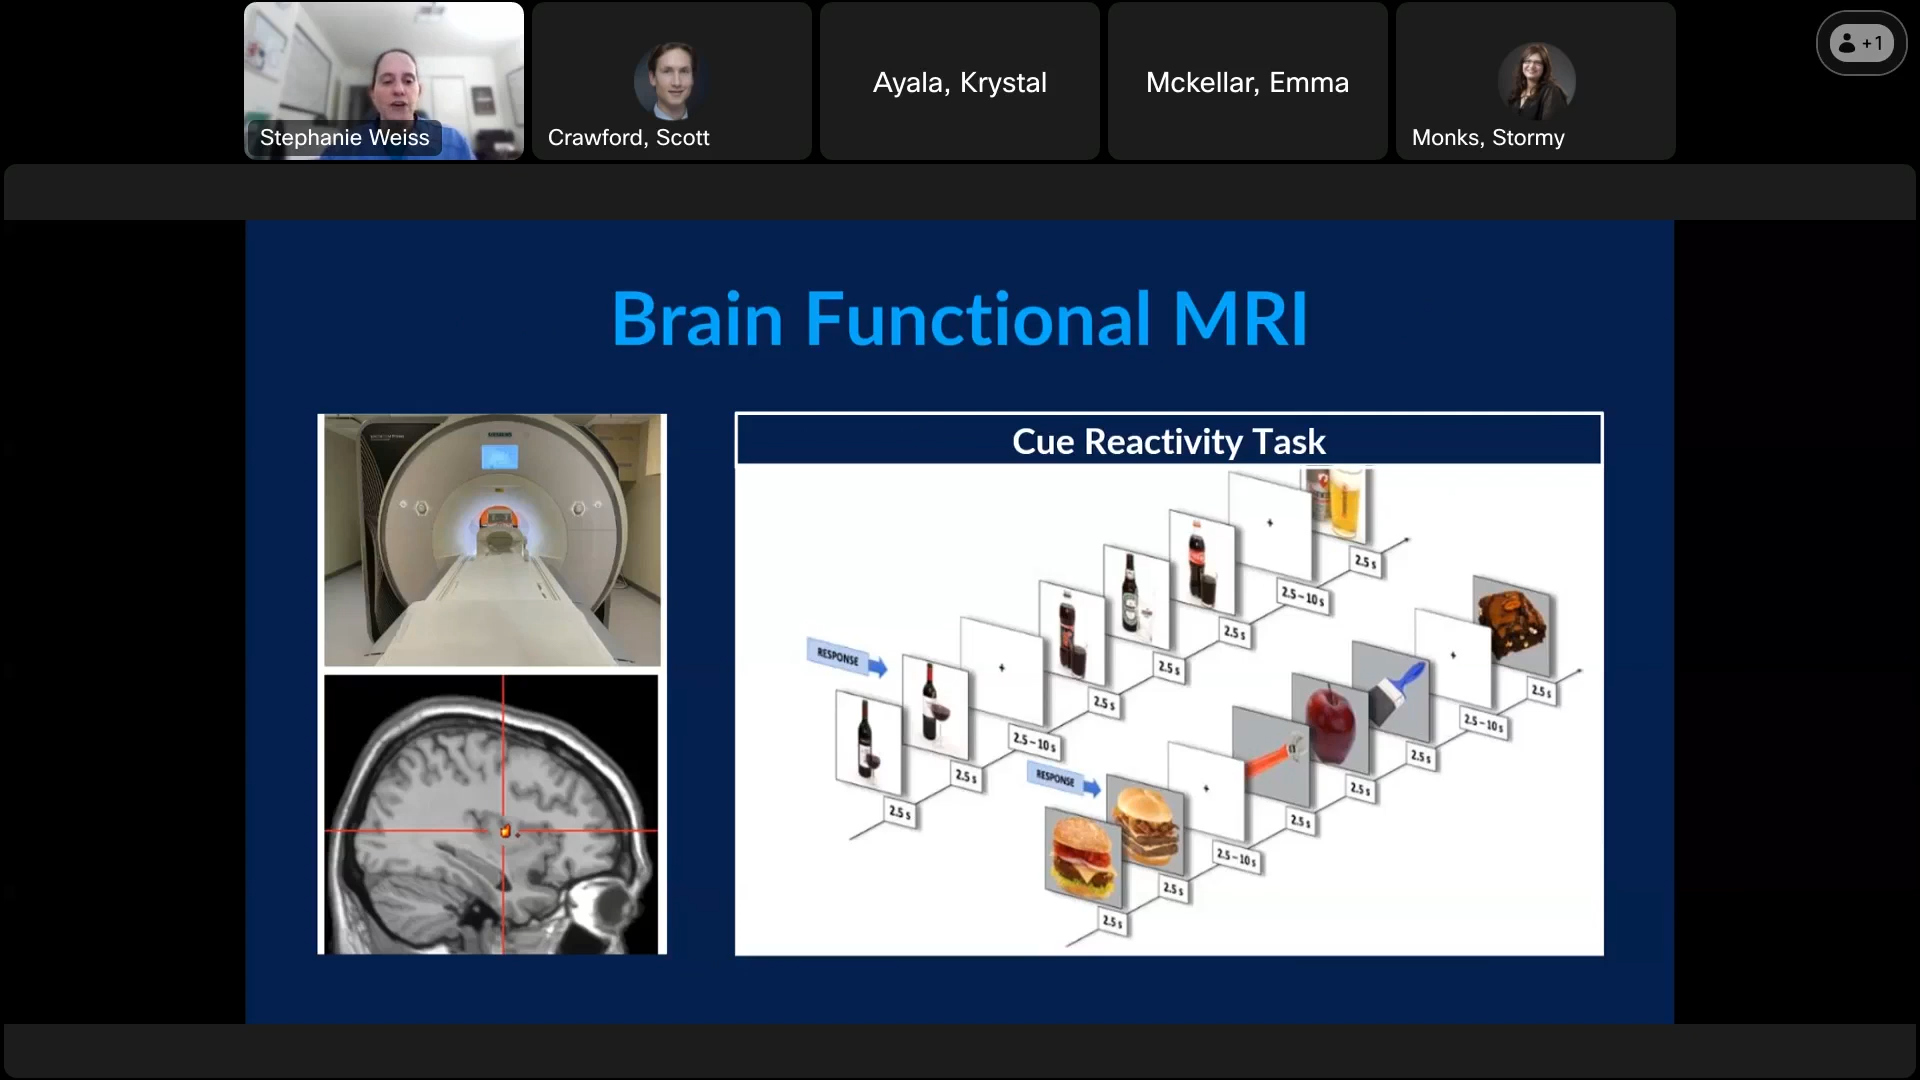 Stephanie Weiss
Crawford, Scott
Ayala, Krystal
Mckellar, Emma
Monks, Stormy
+1
Brain Functional MRI
Cue Reactivity Task
RESPONSE
2.5 s
2.5 s
2.5 – 10 s
2.5 s
2.5 s
2.5 s
2.5 – 10 s
2.5 s
RESPONSE
2.5 s
2.5 s
2.5 – 10 s
2.5 s
2.5 s
2.5 s
2.5 – 10 s
2.5 s